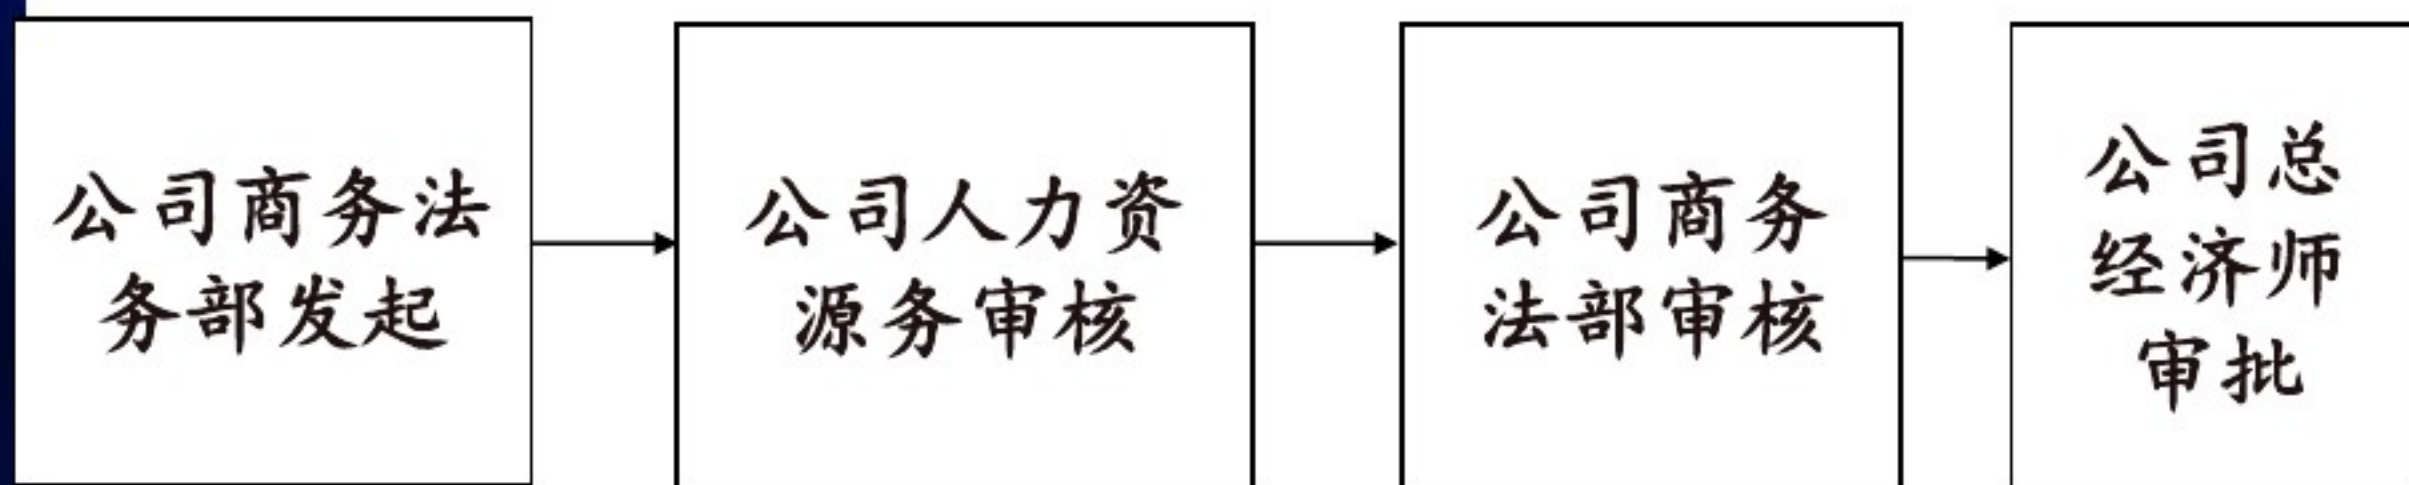 公司商务法
务部发起
公司人力资
源务审核
公司商务
法部审核
公司总
经济师
审批